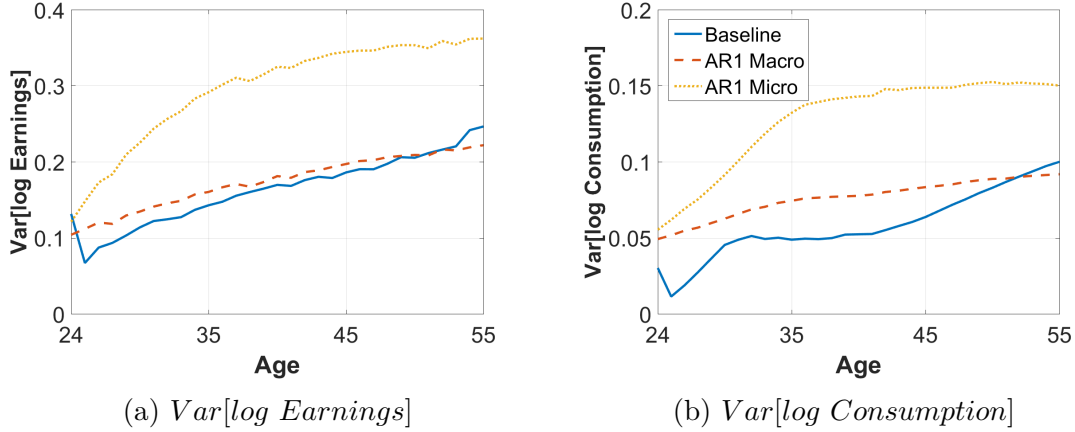 Var[log Earnings]
0.4
0.3
0.2
0.1
0
24
35
45
55
Age
(a) Var[log Earnings]
Var[log Consumption]
0.2
0.15
0.1
0.05
0
24
35
45
55
Age
Baseline
AR1 Macro
AR1 Micro
(b) Var[log Consumption]